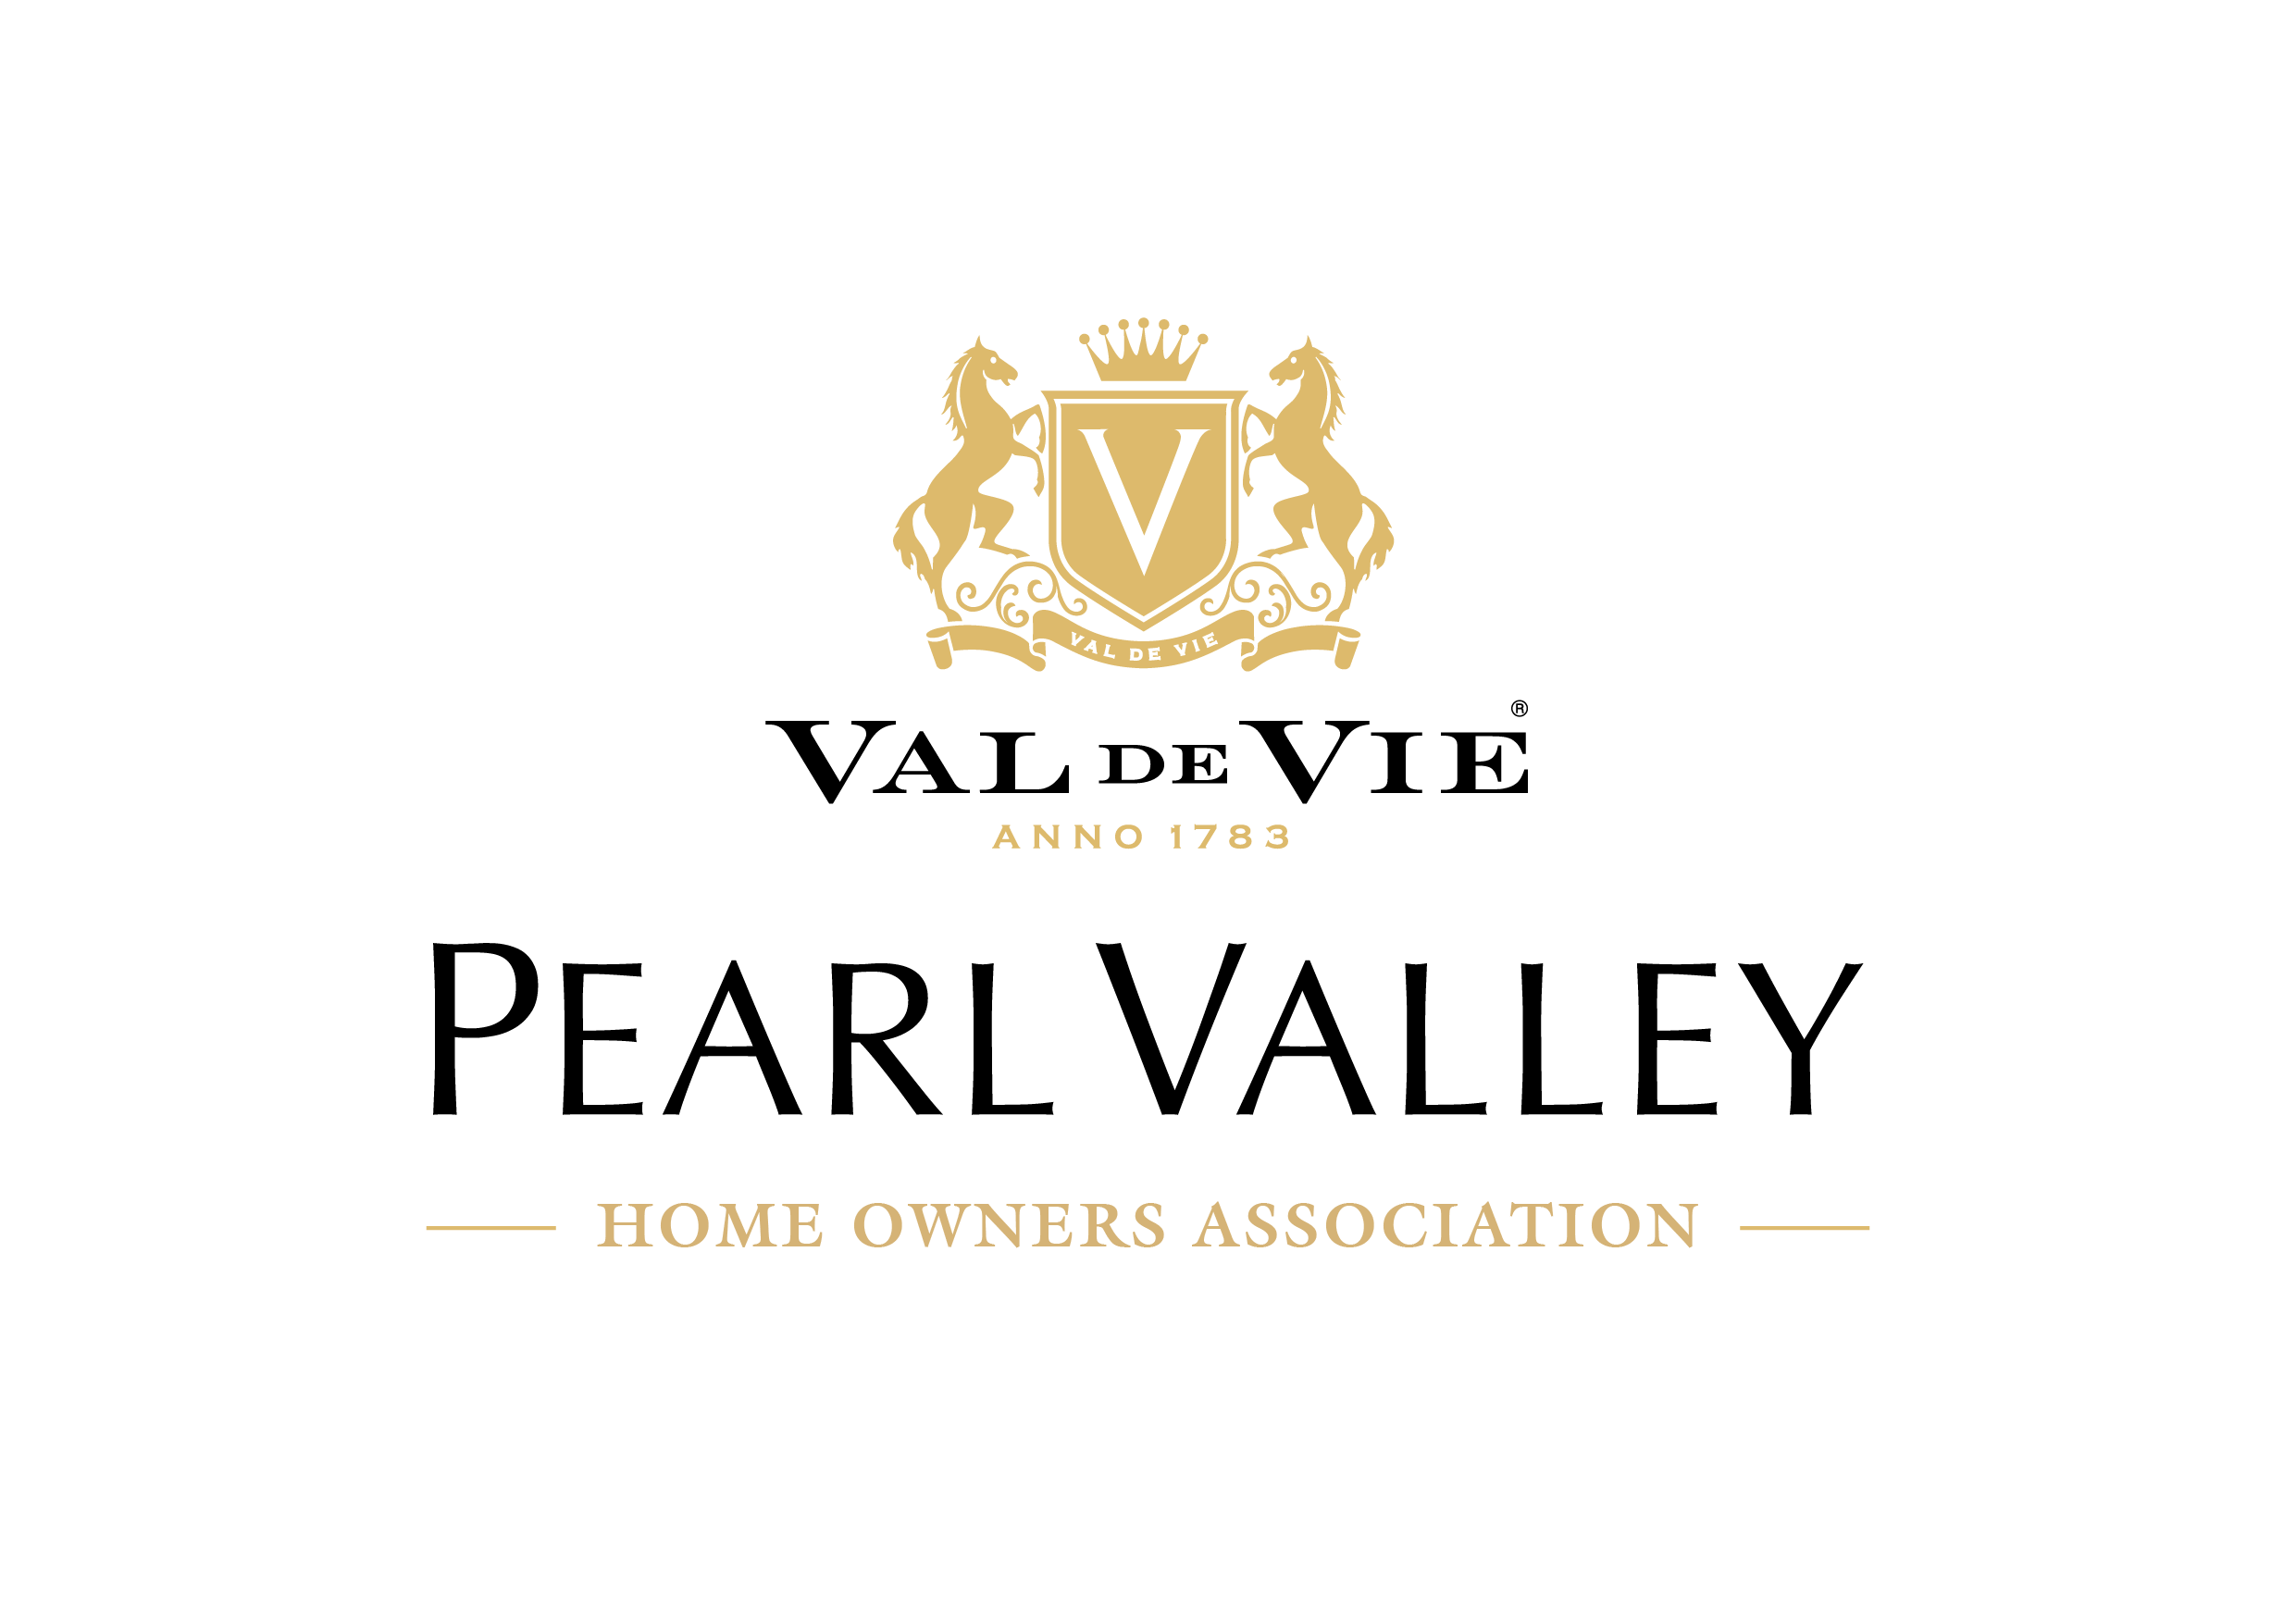 V
VAL DE VIE
VAL DE VIE®
ANNO 1783
PEARL VALLEY
HOME OWNERS ASSOCIATION